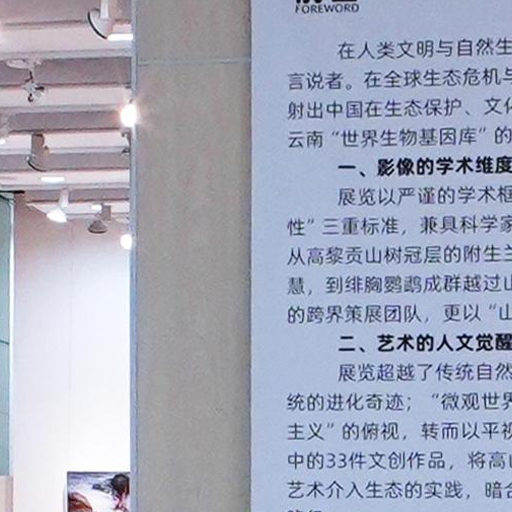 FOREWORD
在人类文明与自然生
言说者。在全球生态危机与
射出中国在生态保护、文化
云南“世界生物基因库”的
一、影像的学术维度
展览以严谨的学术框
性”三重标准，兼具科学家
从高黎贡山树冠层的附生兰
慧，到绯胸鹦鹉成群越过山
的跨界策展团队，更以“山
二、艺术的人文觉醒
展览超越了传统自然
统的进化奇迹；“微观世界
主义”的俯视，转而以平视
中的33件文创作品，将高山
艺术介入生态的实践，暗合